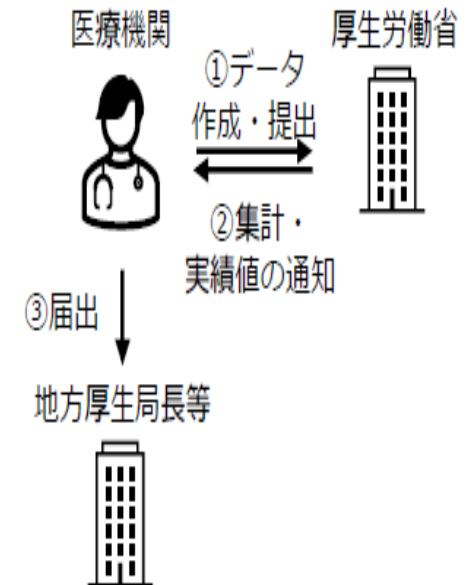 医療機関
厚生労働省
①データ
作成・提出
②集計・
実績値の通知
③届出
地方厚生局長等